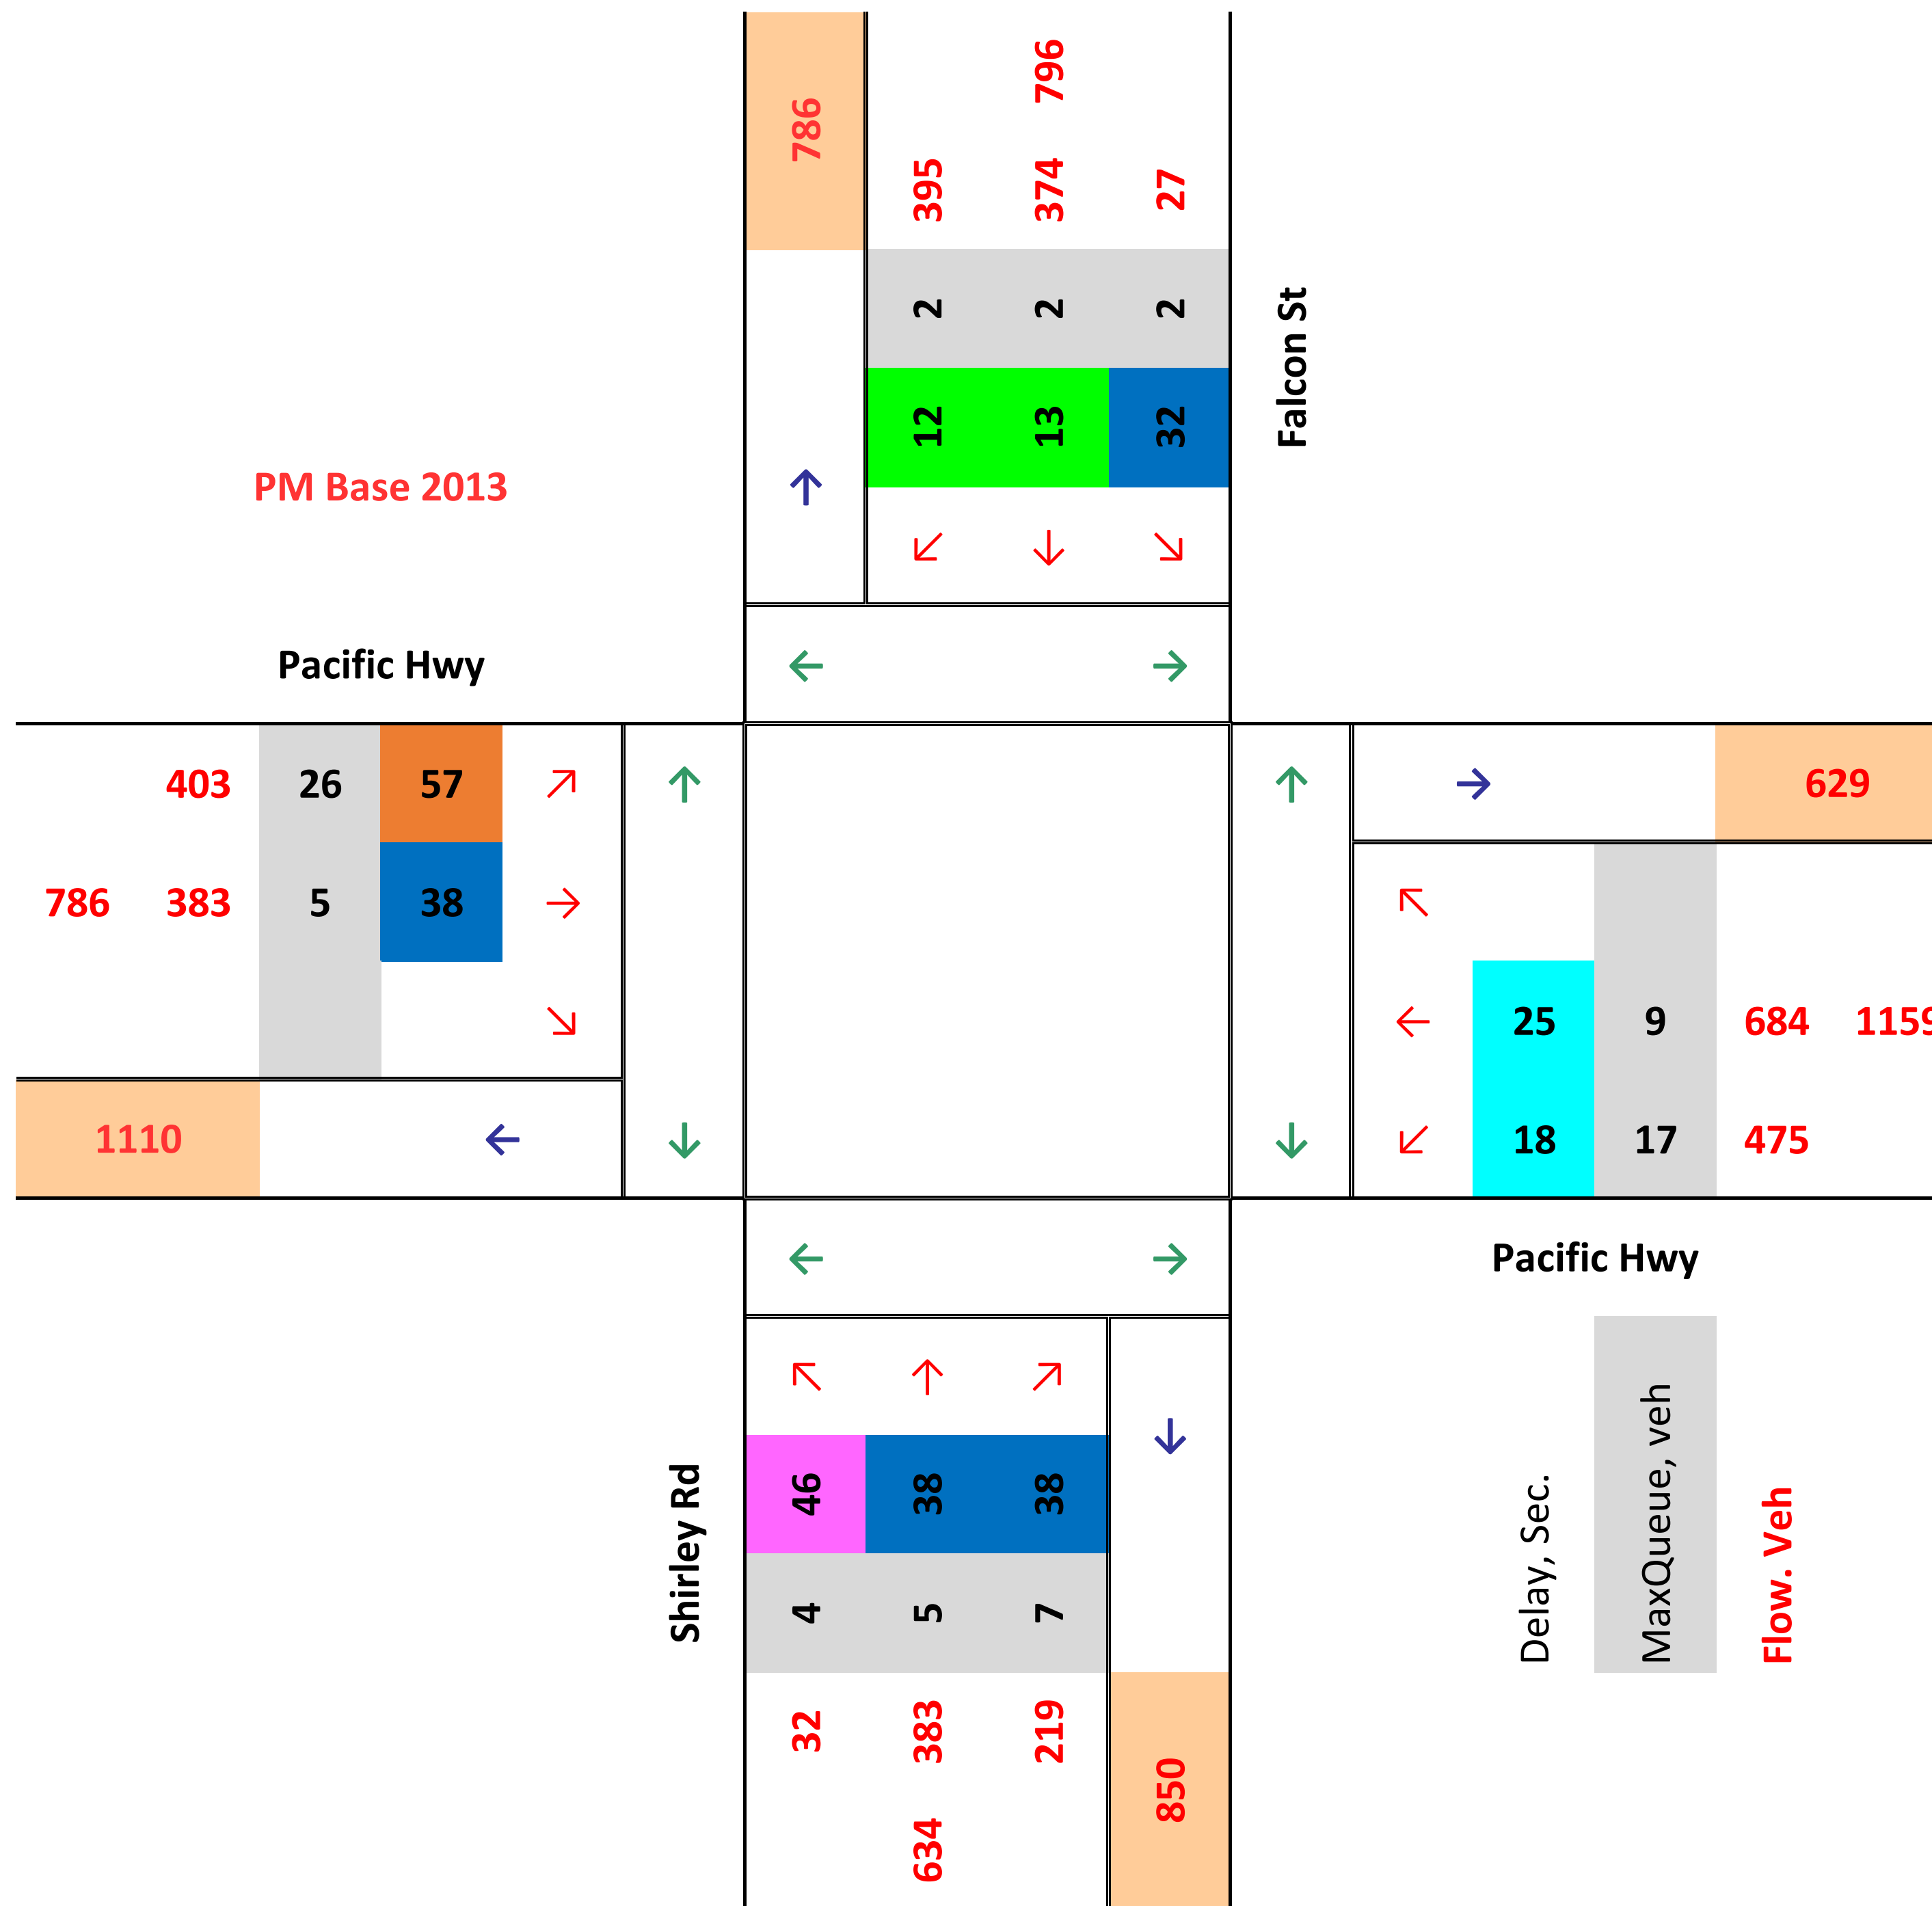 796
786
395 374 27
2 2 2
Falcon St
12 13 32
PM Base 2013
Pacific Hwy
403 26 57
629
786 383 5 38
25 9 684 1159
1110
18 17 475
Pacific Hwy
Shirley Rd
46 38 38
4 5 7
Delay, Sec.
MaxQueue, veh
Flow. Veh
32 383 219
850
634